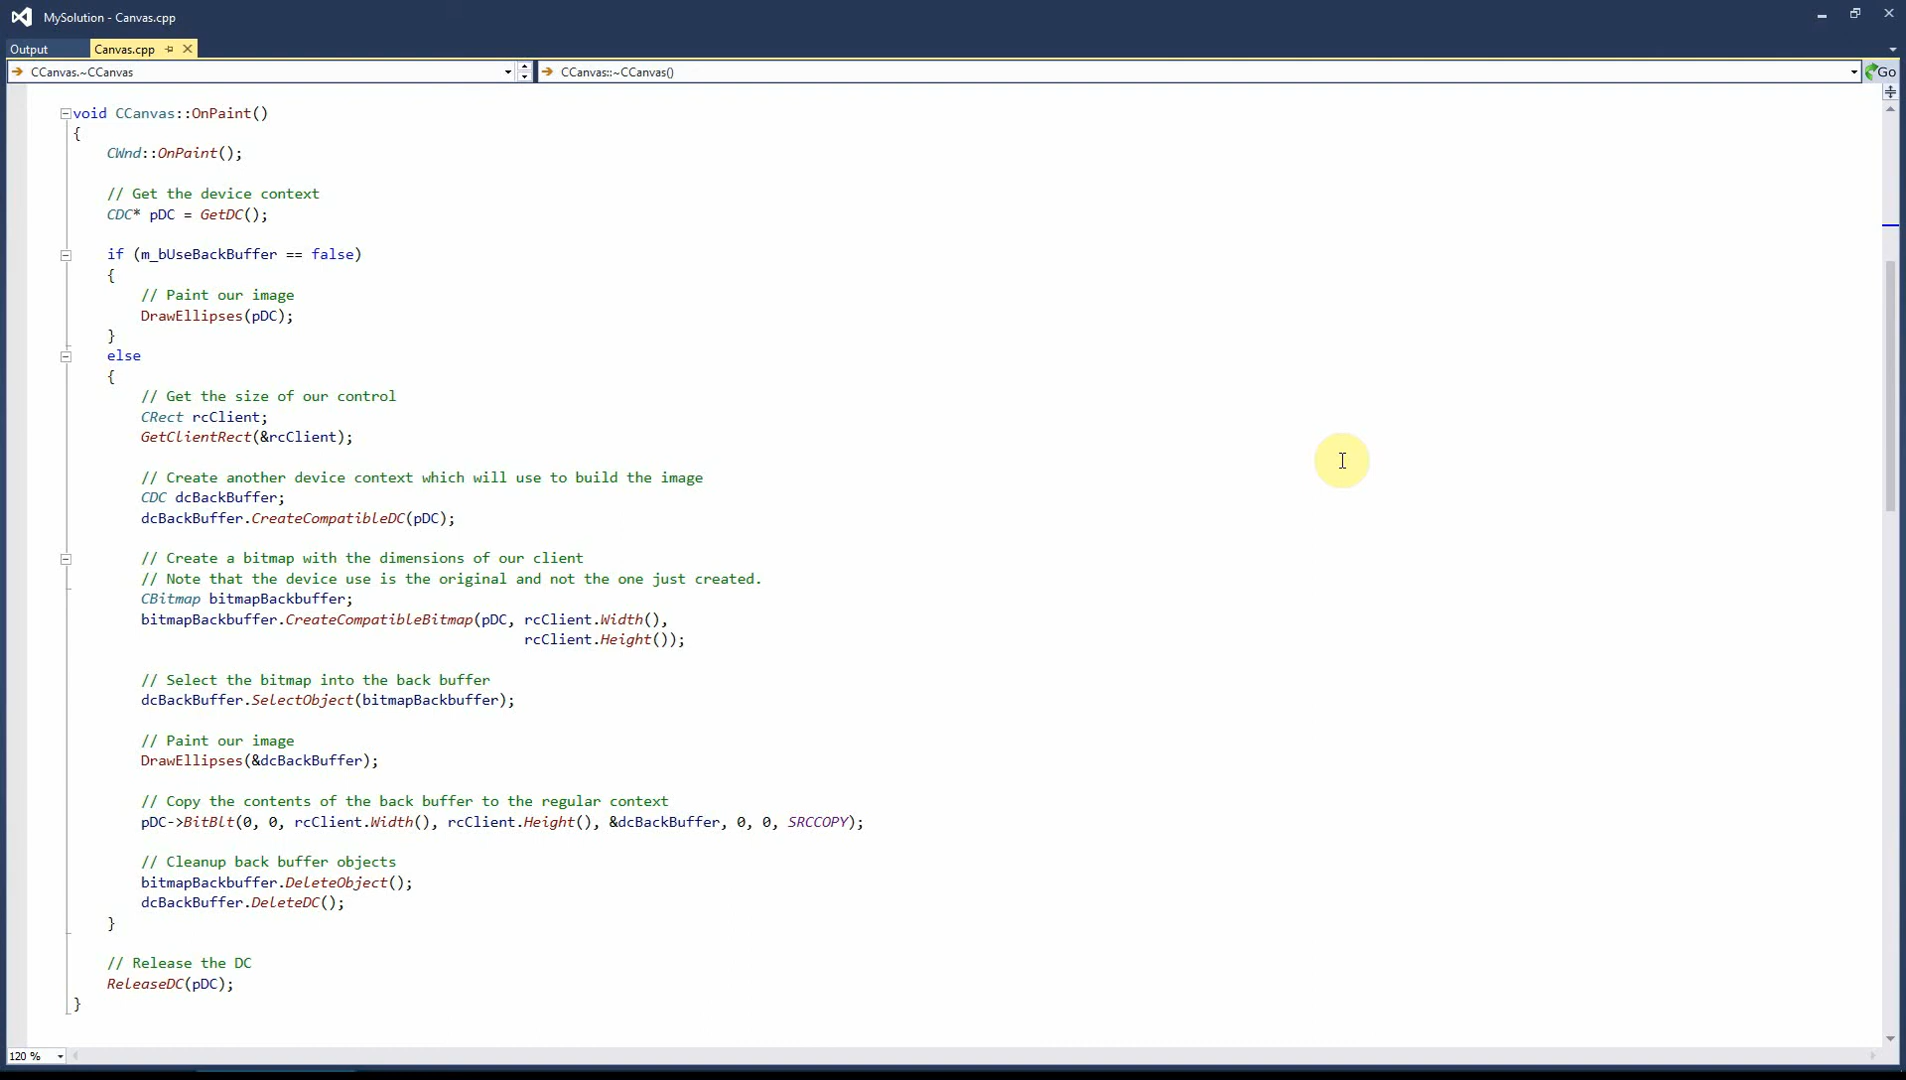 MySolution - Canvas.cpp
Output Canvas.cpp
CCanvas.~CCanvas CCanvas::~CCanvas() Go
void CCanvas::OnPaint()
{
CWnd::OnPaint();
// Get the device context
CDC* pDC = GetDC();
if (m_bUseBackBuffer == false)
{
// Paint our image
DrawEllipses(pDC);
}
else
{
// Get the size of our control
CRect rcClient;
GetClientRect(&rcClient);
// Create another device context which will use to build the image
CDC dcBackBuffer;
dcBackBuffer.CreateCompatibleDC(pDC);
// Create a bitmap with the dimensions of our client
// Note that the device use is the original and not the one just created.
CBitmap bitmapBackbuffer;
bitmapBackbuffer.CreateCompatibleBitmap(pDC, rcClient.Width(),
rcClient.Height());
// Select the bitmap into the back buffer
dcBackBuffer.SelectObject(bitmapBackbuffer);
// Paint our image
DrawEllipses(&dcBackBuffer);
// Copy the contents of the back buffer to the regular context
pDC->BitBlt(0, 0, rcClient.Width(), rcClient.Height(), &dcBackBuffer, 0, 0, SRCCOPY);
// Cleanup back buffer objects
bitmapBackbuffer.DeleteObject();
dcBackBuffer.DeleteDC();
}
// Release the DC
ReleaseDC(pDC);
}
120 %